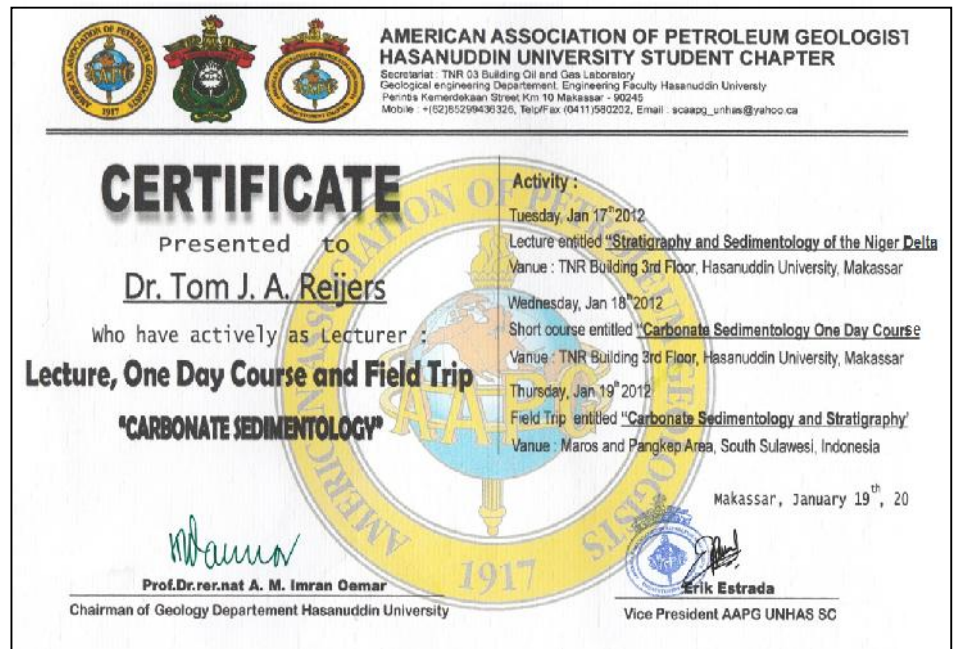 AMERICAN ASSOCIATION OF PETROLEUM GEOLOGIST
HASANUDDIN UNIVERSITY STUDENT CHAPTER
Secretariat : TNR 03 Building Oil and Gas Laboratory
Geological engineering Departement. Engineering Faculty Hasanuddin University
Perintis Kemerdekaan Street Km 10 Makassar - 90245
Mobile : +(62)85299436326, Telp/Fax (0411)580202, Email : scaapg_unhas@yahoo.ca
CERTIFICATE
Presented to
Dr. Tom J. A. Reijers
Who have actively as Lecturer :
Lecture, One Day Course and Field Trip
"CARBONATE SEDIMENTOLOGY"
Activity :
Tuesday, Jan 17th 2012
Lecture entitled "Stratigraphy and Sedimentology of the Niger Delta
Vanue : TNR Building 3rd Floor, Hasanuddin University, Makassar
Wednesday, Jan 18th 2012
Short course entitled "Carbonate Sedimentology One Day Course
Vanue : TNR Building 3rd Floor, Hasanuddin University, Makassar
Thursday, Jan 19th 2012
Field Trip entitled "Carbonate Sedimentology and Stratigraphy"
Vanue : Maros and Pangkep Area, South Sulawesi, Indonesia
Makassar, January 19th, 20
Prof.Dr.rer.nat A. M. Imran Oemar
Chairman of Geology Departement Hasanuddin University
Erik Estrada
Vice President AAPG UNHAS SC
AMERICAN ASSOCIATION OF PETROLEUM GEOLOGISTS
AAPG
1917